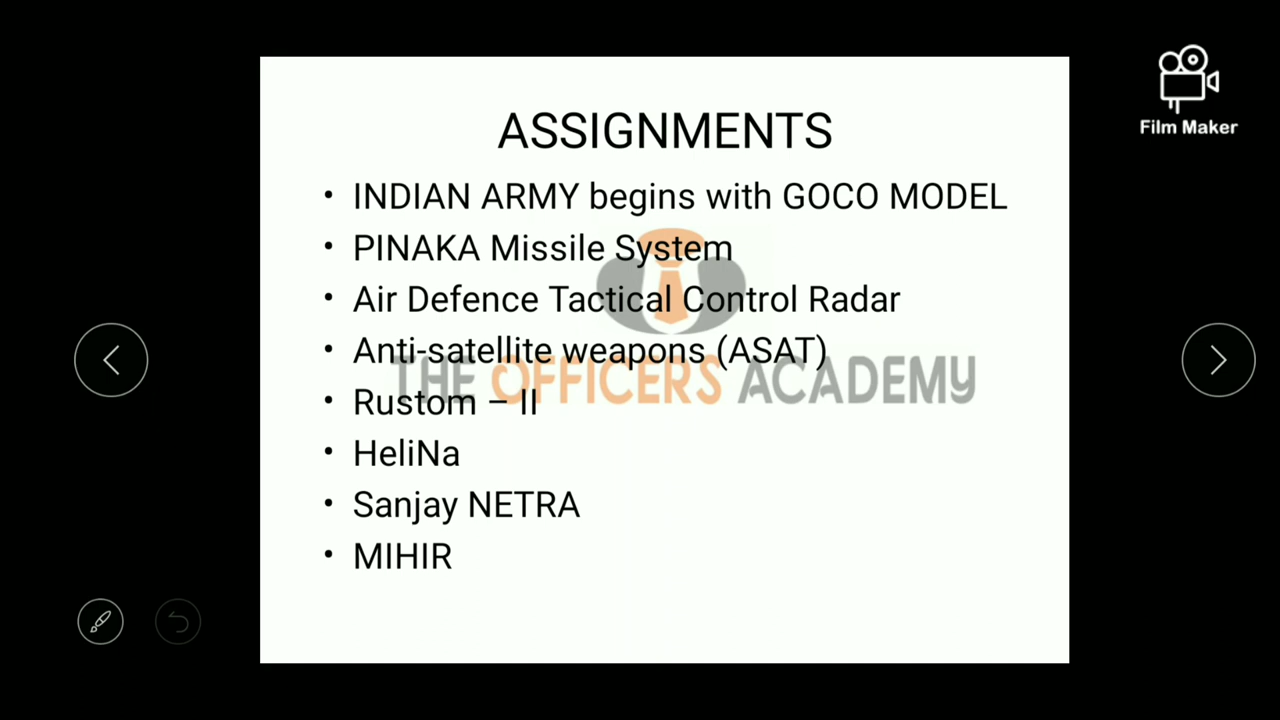 Film Maker
ASSIGNMENTS
• INDIAN ARMY begins with GOCO MODEL
• PINAKA Missile System
• Air Defence Tactical Control Radar
• Anti-satellite weapons (ASAT)
THE OFFICERS ACADEMY
• Rustom – II
• HeliNa
• Sanjay NETRA
• MIHIR